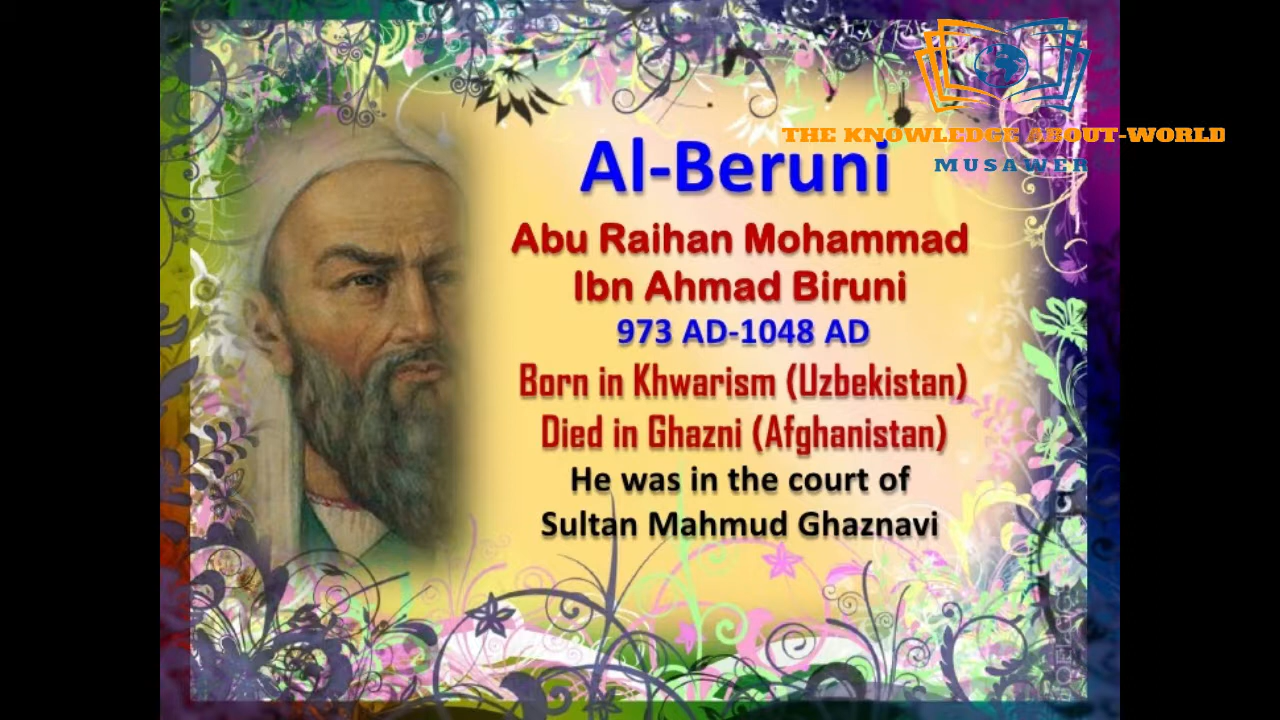 THE KNOWLEDGE ABOUT-WORLD
MUSAWER
Al-Beruni
Abu Raihan Mohammad
Ibn Ahmad Biruni
973 AD-1048 AD
Born in Khwarism (Uzbekistan)
Died in Ghazni (Afghanistan)
He was in the court of
Sultan Mahmud Ghaznavi